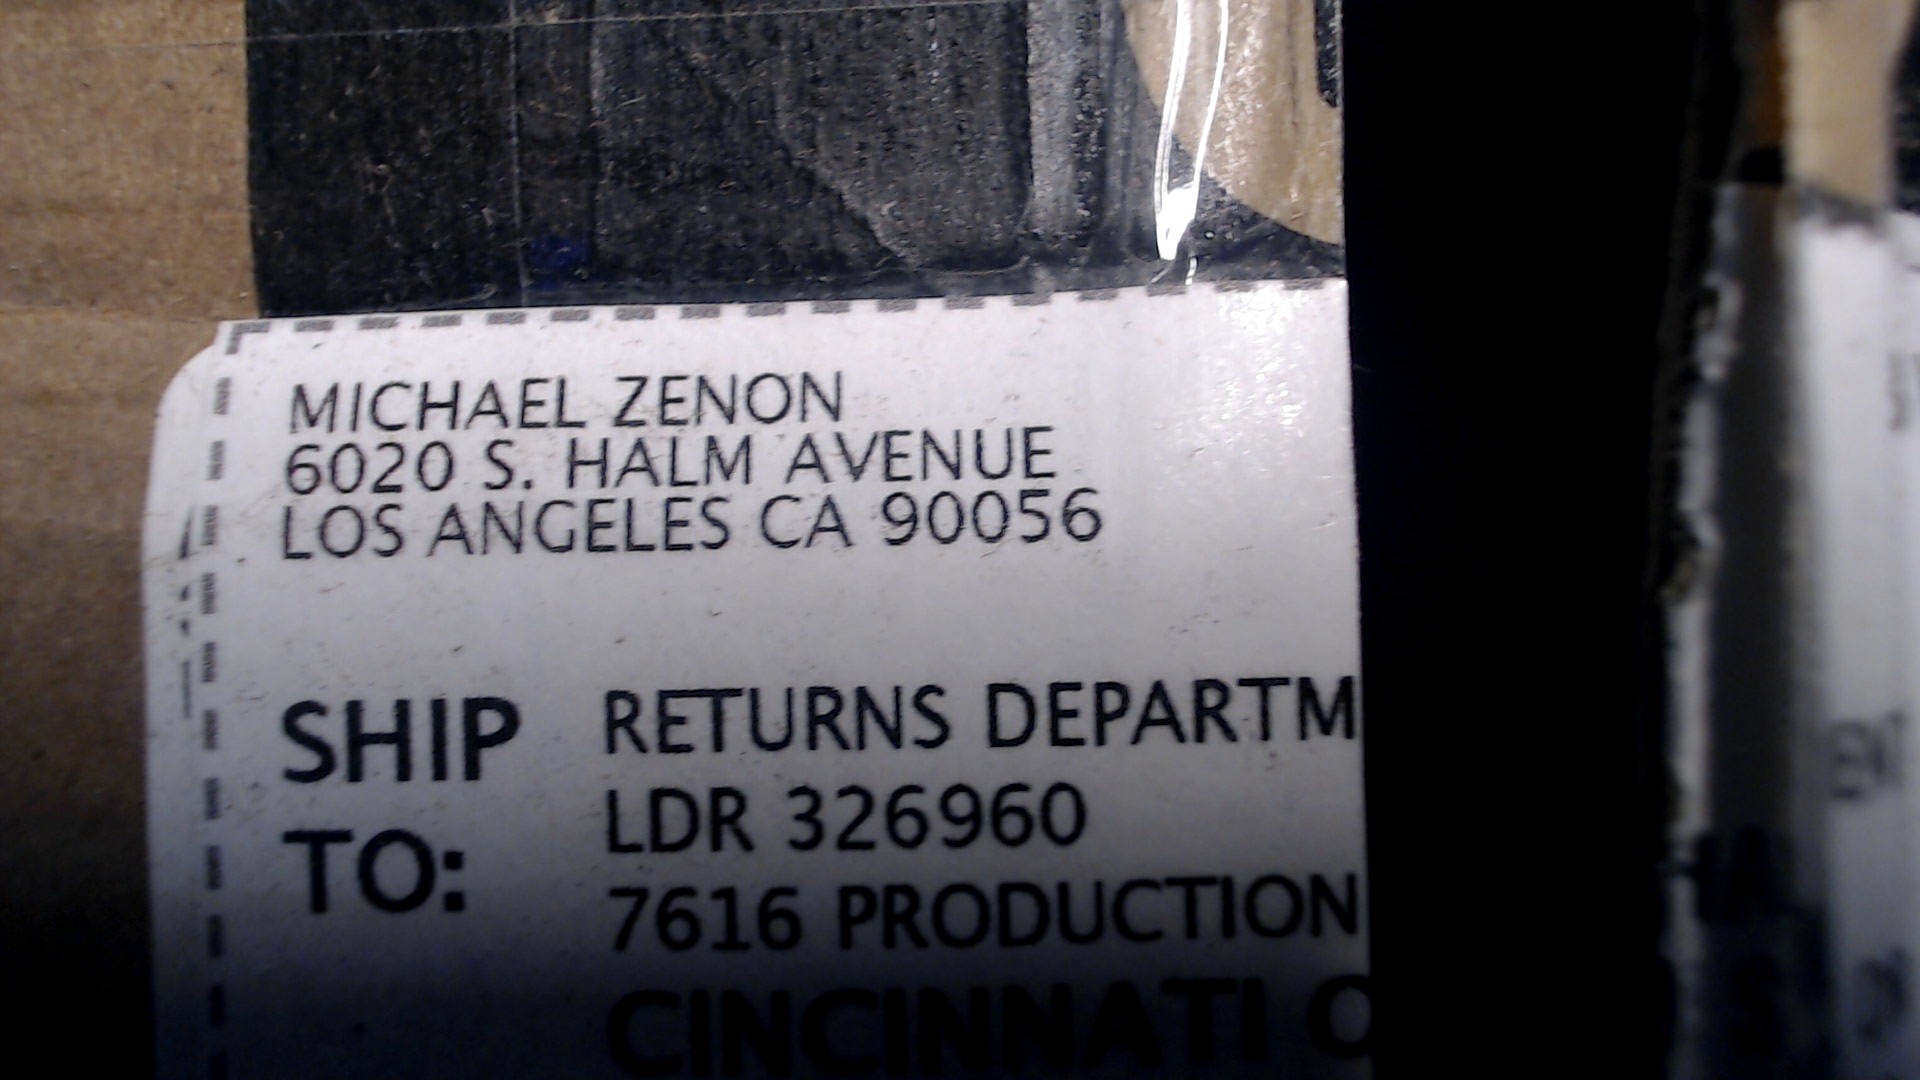 MICHAEL ZENON
6020 S. HALM AVENUE
LOS ANGELES CA 90056
SHIP TO:
RETURNS DEPARTM
LDR 326960
7616 PRODUCTION
CINCINNATI O